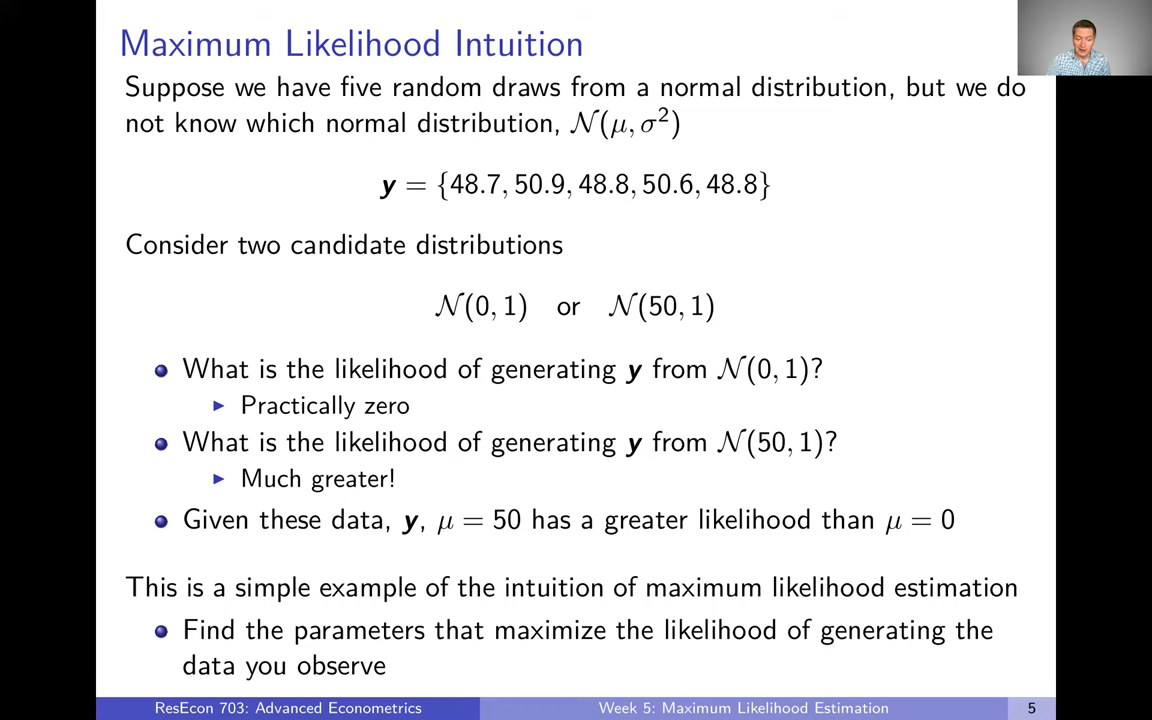 Maximum Likelihood Intuition
Suppose we have five random draws from a normal distribution, but we do
not know which normal distribution, 𝒩(μ, σ²)
y = {48.7, 50.9, 48.8, 50.6, 48.8}
Consider two candidate distributions
𝒩(0, 1) or 𝒩(50, 1)
What is the likelihood of generating y from 𝒩(0, 1)?
Practically zero
What is the likelihood of generating y from 𝒩(50, 1)?
Much greater!
Given these data, y, μ = 50 has a greater likelihood than μ = 0
This is a simple example of the intuition of maximum likelihood estimation
Find the parameters that maximize the likelihood of generating the
data you observe
ResEcon 703: Advanced Econometrics Week 5: Maximum Likelihood Estimation 5